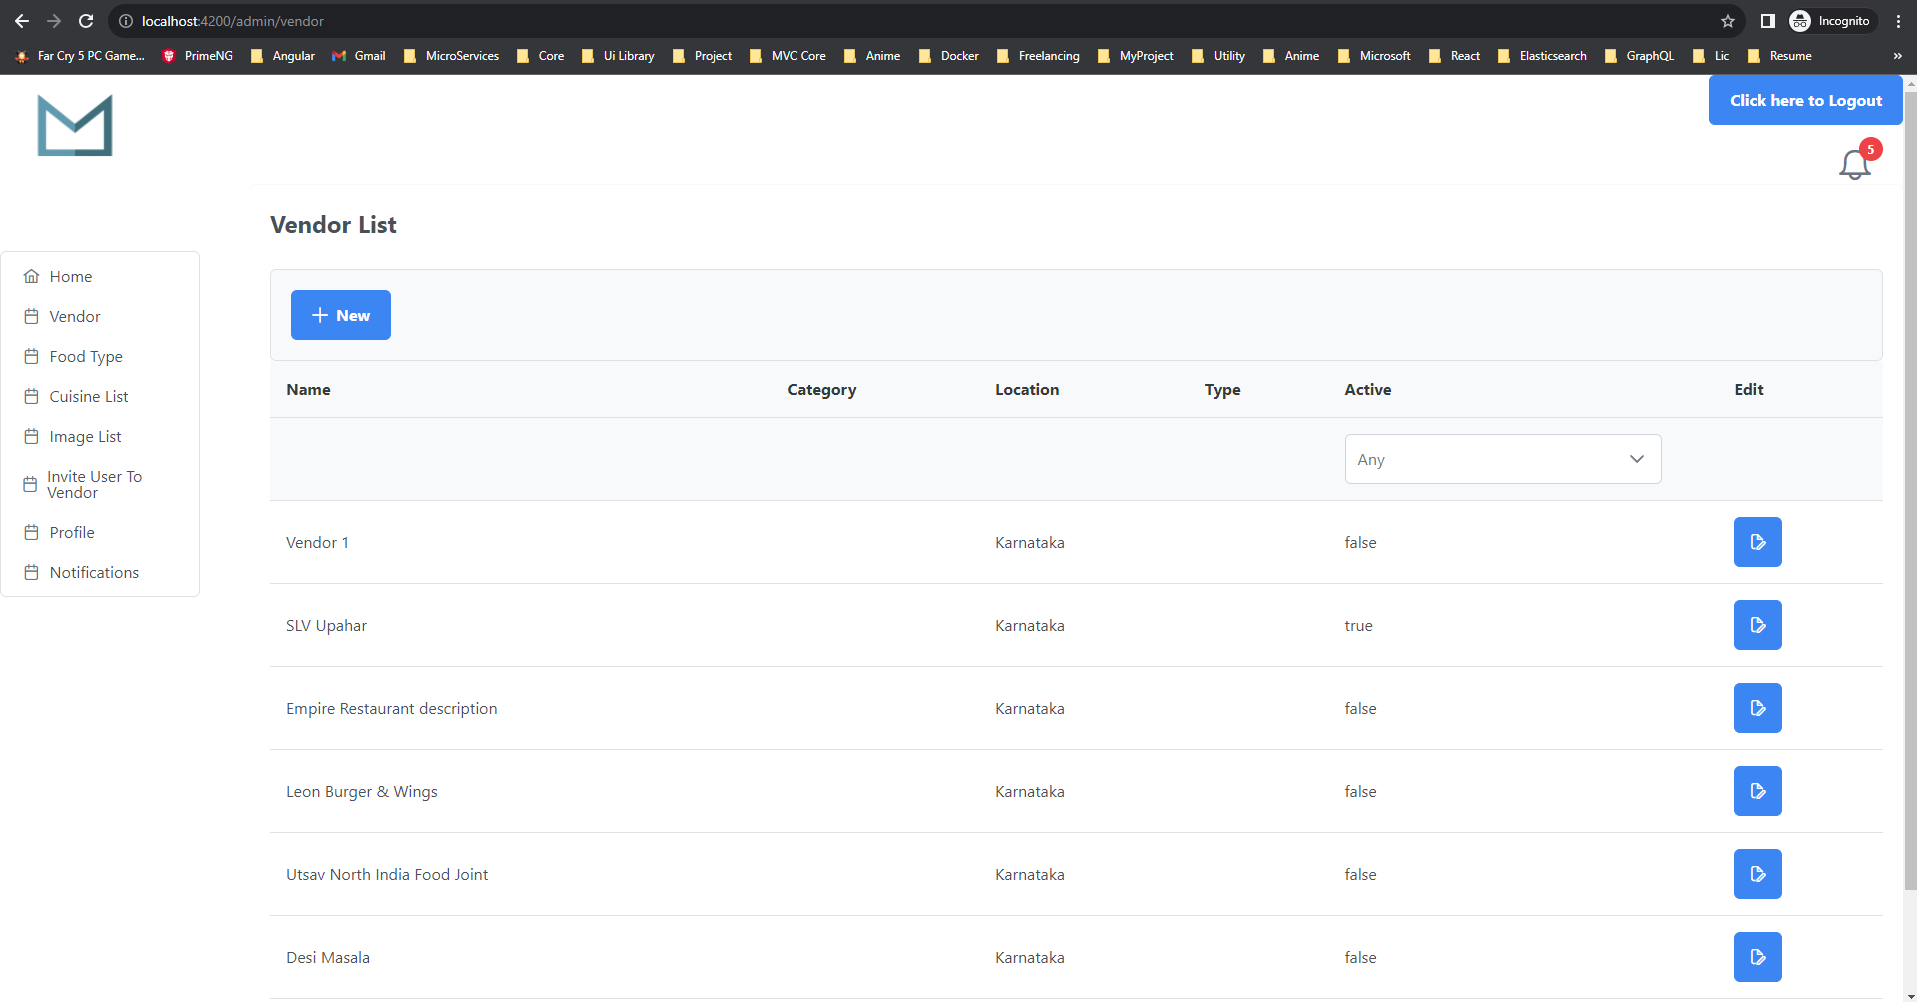 localhost:4200/admin/vendor
Incognito
Far Cry 5 PC Game... PrimeNG Angular Gmail MicroServices Core Ui Library Project MVC Core Anime Docker Freelancing MyProject Utility Anime Microsoft React Elasticsearch GraphQL Lic Resume »
Click here to Logout
5
Vendor List
Home
Vendor
Food Type
Cuisine List
Image List
Invite User To
Vendor
Profile
Notifications
New
Name Category Location Type Active Edit
Any
Vendor 1 Karnataka false
SLV Upahar Karnataka true
Empire Restaurant description Karnataka false
Leon Burger & Wings Karnataka false
Utsav North India Food Joint Karnataka false
Desi Masala Karnataka false